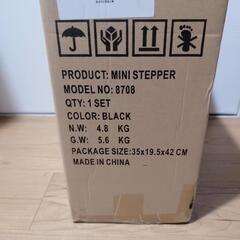 PRODUCT: MINI STEPPER
MODEL NO: 8708
QTY: 1 SET
COLOR: BLACK
N.W: 4.8 KG
G.W: 5.6 KG
PACKAGE SIZE:35x19.5x42 CM
MADE IN CHINA